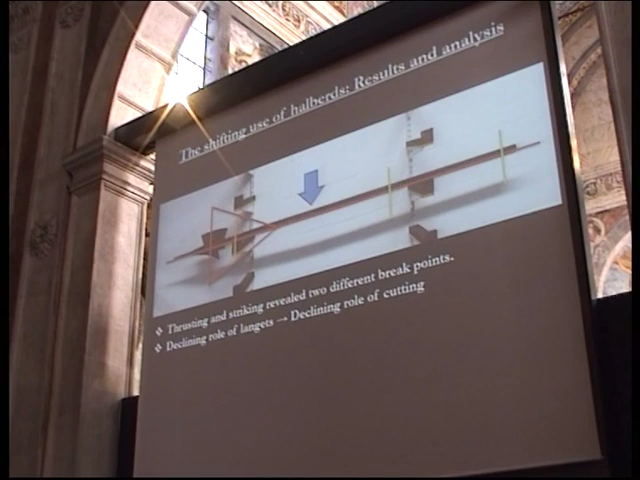 The shifting use of halberds: Results and analysis
❖ Thrusting and striking revealed two different break points.
❖ Declining role of langets → Declining role of cutting